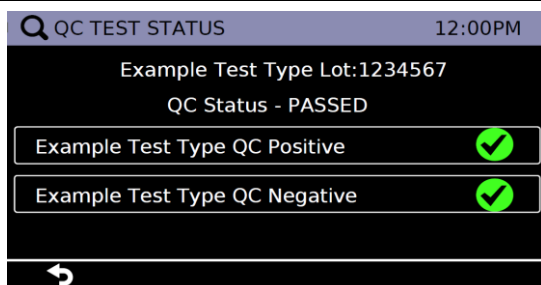 QC TEST STATUS 12:00PM
Example Test Type Lot:1234567
QC Status - PASSED
Example Test Type QC Positive
Example Test Type QC Negative